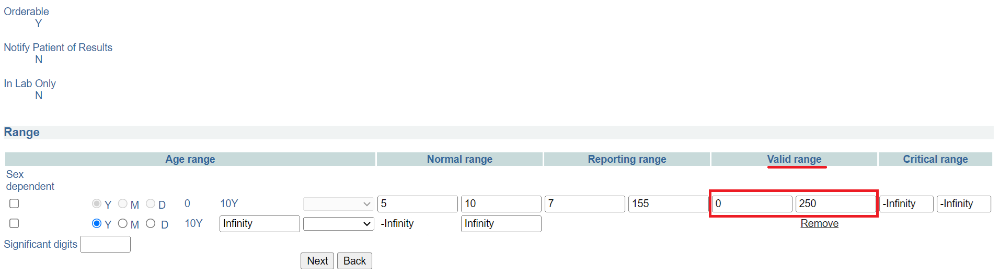 Orderable
Y
Notify Patient of Results
N
In Lab Only
N
Range
Age range Normal range Reporting range Valid range Critical range
Sex
dependent
Y M D 0 10Y 5 10 7 155 0 250 -Infinity -Infinity
Y M D 10Y Infinity -Infinity Infinity Remove
Significant digits
Next Back